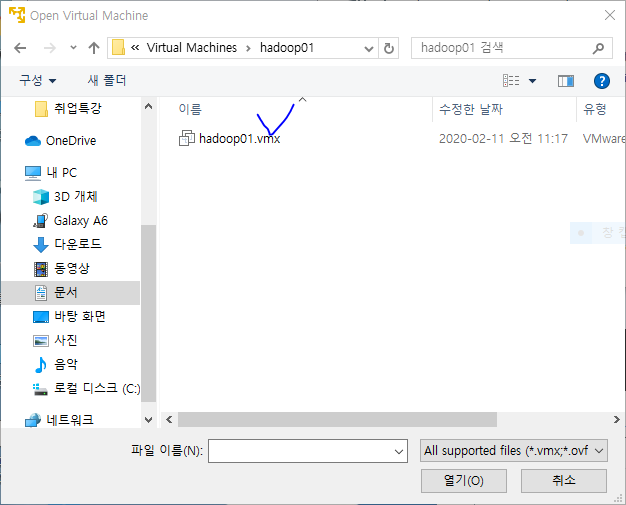 Open Virtual Machine
« Virtual Machines > hadoop01
hadoop01 검색
구성
새 폴더
이름
수정한 날짜
유형
hadoop01.vmx
2020-02-11 오전 11:17
VMware
취업특강
OneDrive
내 PC
3D 개체
Galaxy A6
다운로드
동영상
문서
바탕 화면
사진
음악
로컬 디스크 (C:)
네트워크
파일 이름(N):
All supported files (*.vmx;*.ovf
열기(O)
취소